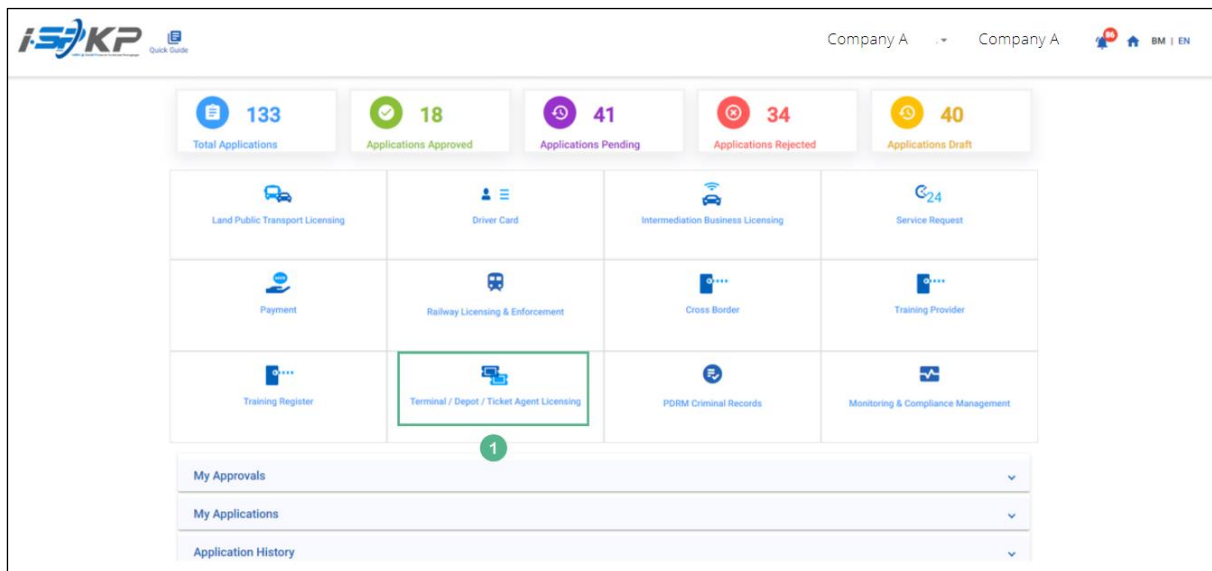 i.SPKP
Quick Guide
Company A
Company A
BM | EN
133
Total Applications
18
Applications Approved
41
Applications Pending
34
Applications Rejected
40
Applications Draft
Land Public Transport Licensing
Driver Card
Intermediation Business Licensing
24
Service Request
Payment
Railway Licensing & Enforcement
Cross Border
Training Provider
Training Register
Terminal / Depot / Ticket Agent Licensing
PDRM Criminal Records
Monitoring & Compliance Management
1
My Approvals
My Applications
Application History